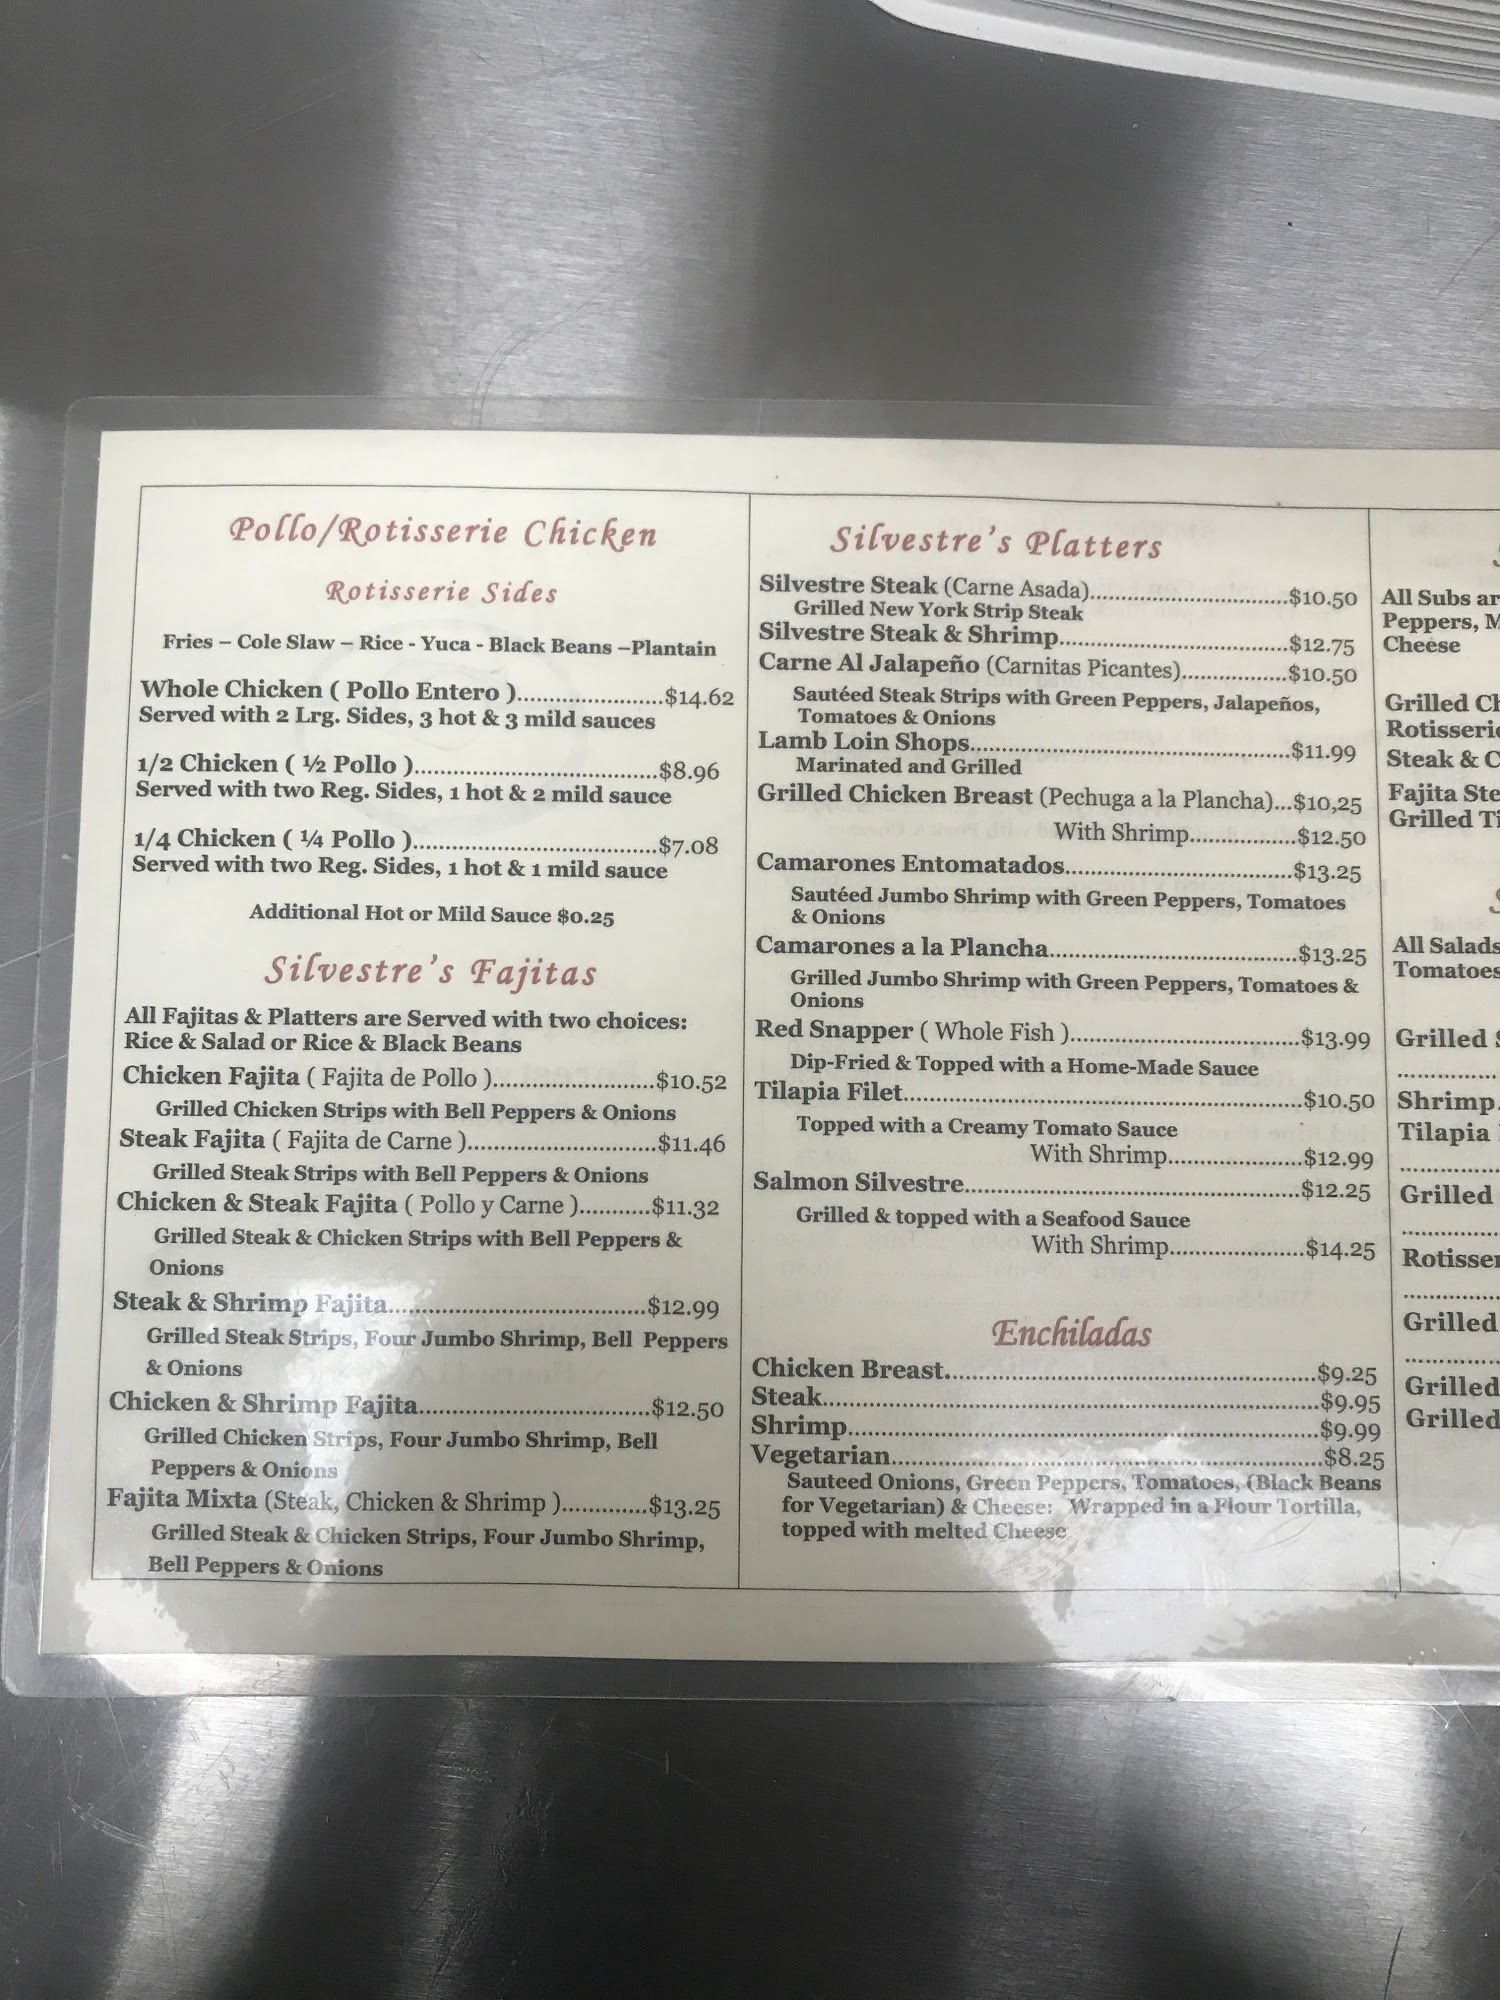 Pollo/Rotisserie Chicken
Rotisserie Sides
Fries – Cole Slaw – Rice - Yuca - Black Beans –Plantain
Whole Chicken ( Pollo Entero )......................$14.62
Served with 2 Lrg. Sides, 3 hot & 3 mild sauces
1/2 Chicken ( ½ Pollo )....................................$8.96
Served with two Reg. Sides, 1 hot & 2 mild sauce
1/4 Chicken ( ¼ Pollo )....................................$7.08
Served with two Reg. Sides, 1 hot & 1 mild sauce
Additional Hot or Mild Sauce $0.25
Silvestre's Fajitas
All Fajitas & Platters are Served with two choices:
Rice & Salad or Rice & Black Beans
Chicken Fajita ( Fajita de Pollo ).......................$10.52
Grilled Chicken Strips with Bell Peppers & Onions
Steak Fajita ( Fajita de Carne )...........................$11.46
Grilled Steak Strips with Bell Peppers & Onions
Chicken & Steak Fajita ( Pollo y Carne )...........$11.32
Grilled Steak & Chicken Strips with Bell Peppers &
Onions
Steak & Shrimp Fajita......................................$12.99
Grilled Steak Strips, Four Jumbo Shrimp, Bell Peppers
& Onions
Chicken & Shrimp Fajita..................................$12.50
Grilled Chicken Strips, Four Jumbo Shrimp, Bell
Peppers & Onions
Fajita Mixta (Steak, Chicken & Shrimp )............$13.25
Grilled Steak & Chicken Strips, Four Jumbo Shrimp,
Bell Peppers & Onions
Silvestre's Platters
Silvestre Steak (Carne Asada).............................$10.50
Grilled New York Strip Steak
Silvestre Steak & Shrimp..................................$12.75
Carne Al Jalapeño (Carnitas Picantes)................$10.50
Sautéed Steak Strips with Green Peppers, Jalapeños,
Tomatoes & Onions
Lamb Loin Shops...............................................$11.99
Marinated and Grilled
Grilled Chicken Breast (Pechuga a la Plancha)...$10,25
With Shrimp................$12.50
Camarones Entomatados..................................$13.25
Sautéed Jumbo Shrimp with Green Peppers, Tomatoes
& Onions
Camarones a la Plancha....................................$13.25
Grilled Jumbo Shrimp with Green Peppers, Tomatoes &
Onions
Red Snapper ( Whole Fish ).................................$13.99
Dip-Fried & Topped with a Home-Made Sauce
Tilapia Filet..........................................................$10.50
Topped with a Creamy Tomato Sauce
With Shrimp...................$12.99
Salmon Silvestre.................................................$12.25
Grilled & topped with a Seafood Sauce
With Shrimp...................$14.25
Enchiladas
Chicken Breast......................................................$9.25
Steak........................................................................$9.95
Shrimp....................................................................$9.99
Vegetarian..............................................................$8.25
Sauteed Onions, Green Peppers, Tomatoes, (Black Beans
for Vegetarian) & Cheese: Wrapped in a Flour Tortilla,
topped with melted Cheese
All Subs
Peppers,
Cheese
Grilled
Steak &
Fajita
Grilled
All Salads
Tomatoes
Grilled
Shrimp.
Tilapia
Grilled
Grilled
Grilled
Grilled